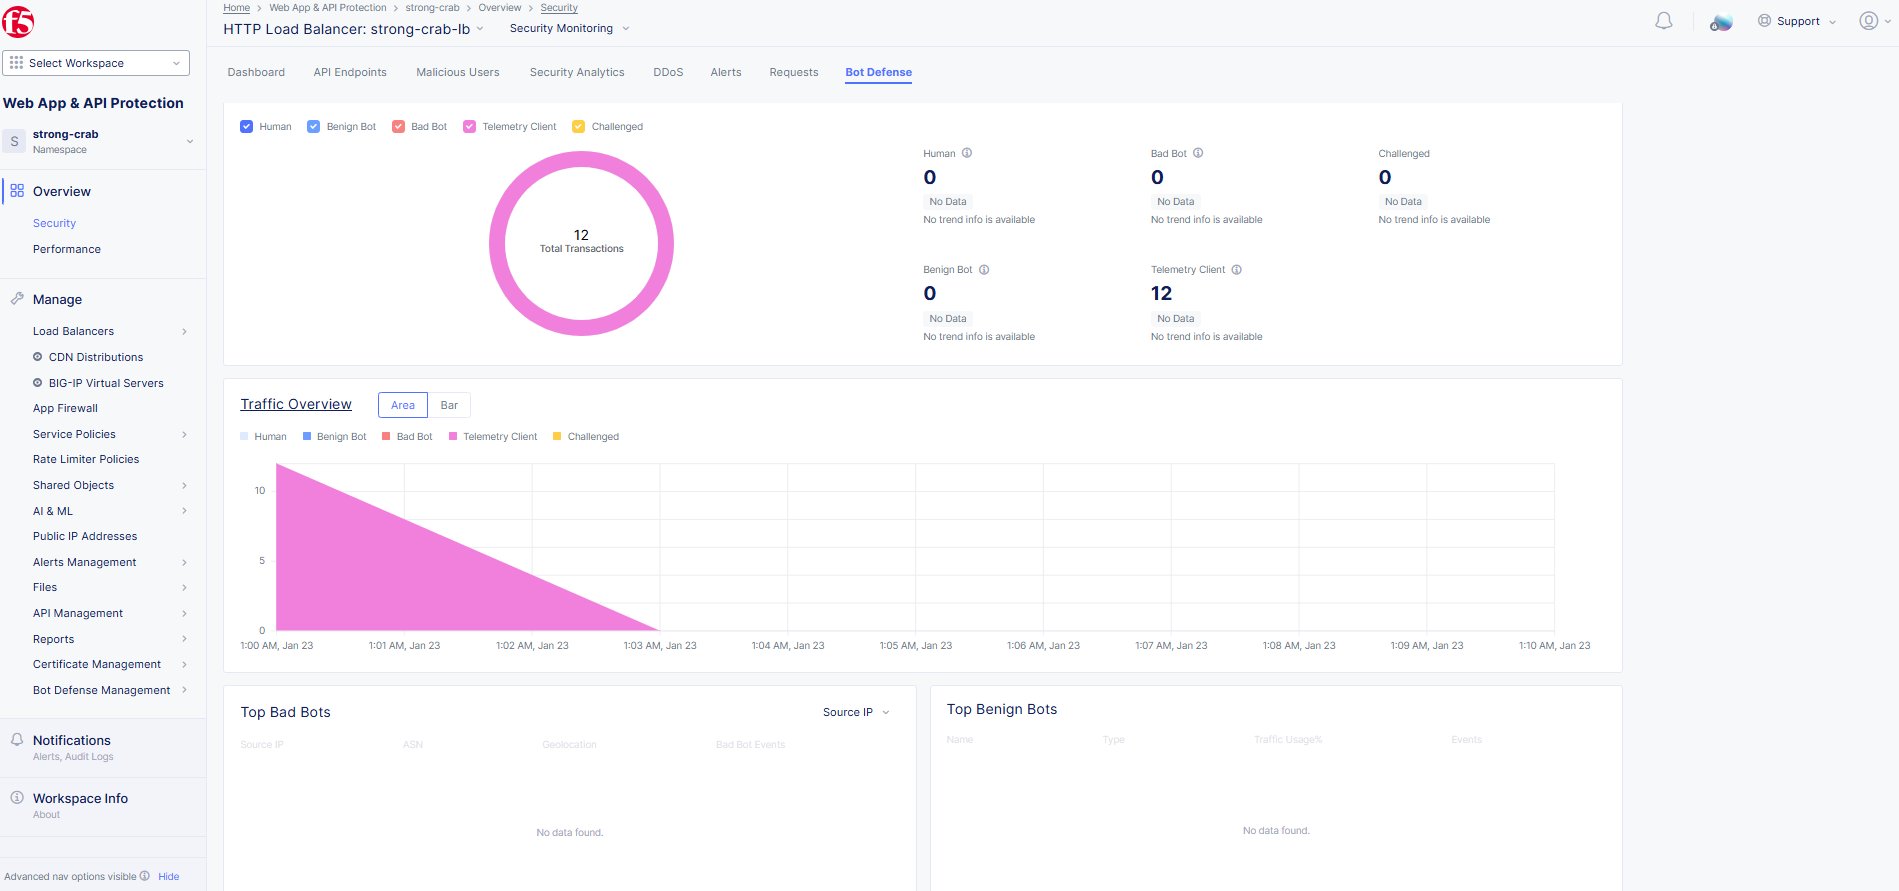 f5
Home > Web App & API Protection > strong-crab > Overview > Security
HTTP Load Balancer: strong-crab-lb
Security Monitoring
Support
Select Workspace
Web App & API Protection
S
strong-crab
Namespace
Overview
Security
Performance
Manage
Load Balancers
CDN Distributions
BIG-IP Virtual Servers
App Firewall
Service Policies
Rate Limiter Policies
Shared Objects
AI & ML
Public IP Addresses
Alerts Management
Files
API Management
Reports
Certificate Management
Bot Defense Management
Notifications
Alerts, Audit Logs
Workspace Info
About
Advanced nav options visible Hide
Dashboard API Endpoints Malicious Users Security Analytics DDoS Alerts Requests Bot Defense
Human Benign Bot Bad Bot Telemetry Client Challenged
12
Total Transactions
Human
0
No Data
No trend info is available
Bad Bot
0
No Data
No trend info is available
Challenged
0
No Data
No trend info is available
Benign Bot
0
No Data
No trend info is available
Telemetry Client
12
No Data
No trend info is available
Traffic Overview
Area Bar
Human Benign Bot Bad Bot Telemetry Client Challenged
10
5
0
1:00 AM, Jan 23 1:01 AM, Jan 23 1:02 AM, Jan 23 1:03 AM, Jan 23 1:04 AM, Jan 23 1:05 AM, Jan 23 1:06 AM, Jan 23 1:07 AM, Jan 23 1:08 AM, Jan 23 1:09 AM, Jan 23 1:10 AM, Jan 23
Top Bad Bots
Source IP
Source IP ASN Geolocation Bad Bot Events
No data found.
Top Benign Bots
Name Type Traffic Usage% Events
No data found.